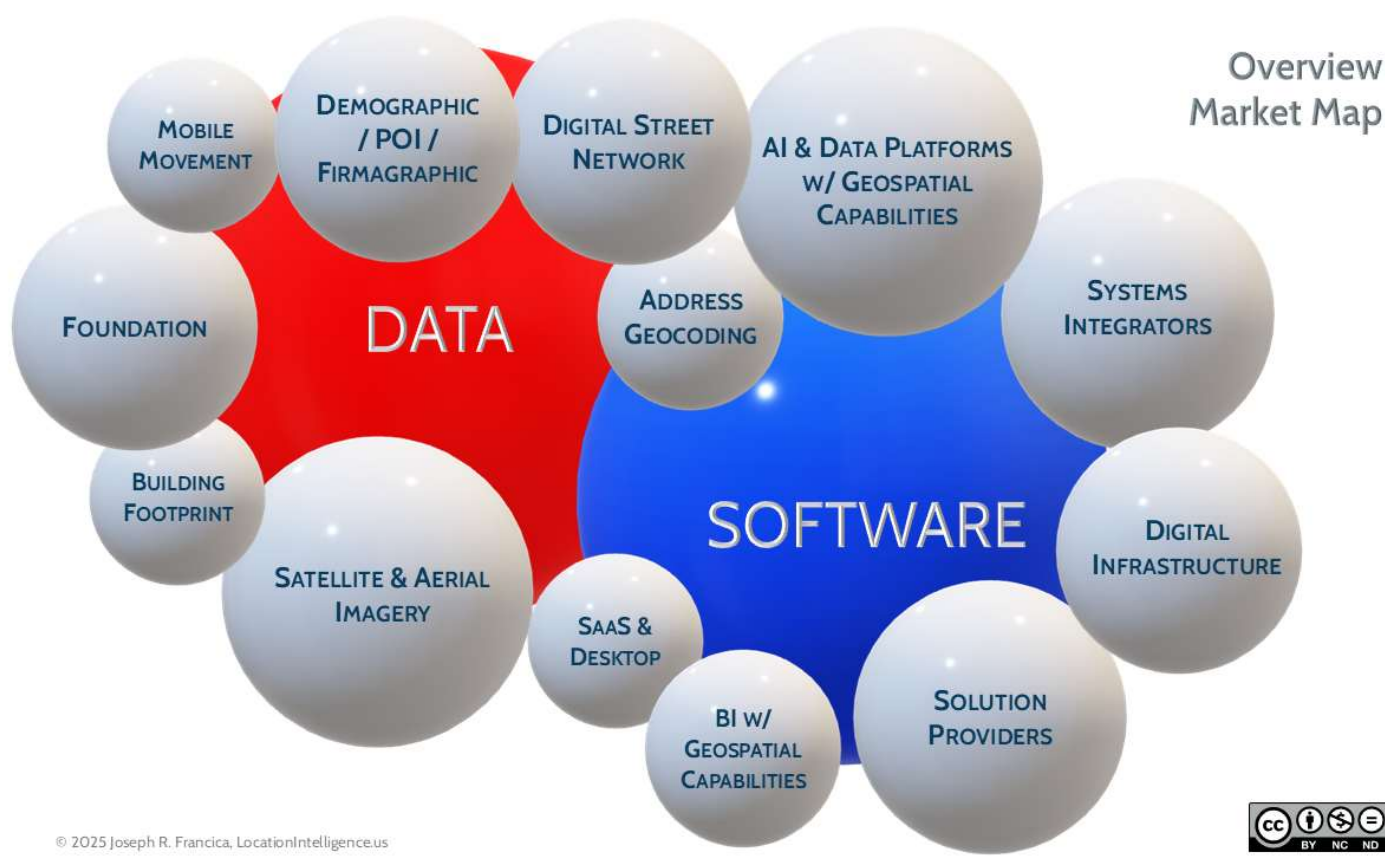 Overview
Market Map
MOBILE
MOVEMENT
DEMOGRAPHIC
/ POI /
FIRMAGRAPHIC
DIGITAL STREET
NETWORK
AI & DATA PLATFORMS
W/ GEOSPATIAL
CAPABILITIES
FOUNDATION
DATA
ADDRESS
GEOCODING
SYSTEMS
INTEGRATORS
BUILDING
FOOTPRINT
SOFTWARE
DIGITAL
INFRASTRUCTURE
SATELLITE & AERIAL
IMAGERY
SAAS &
DESKTOP
BI W/
GEOSPATIAL
CAPABILITIES
SOLUTION
PROVIDERS
© 2025 Joseph R. Francica, LocationIntelligence.us
cc
BY NC ND